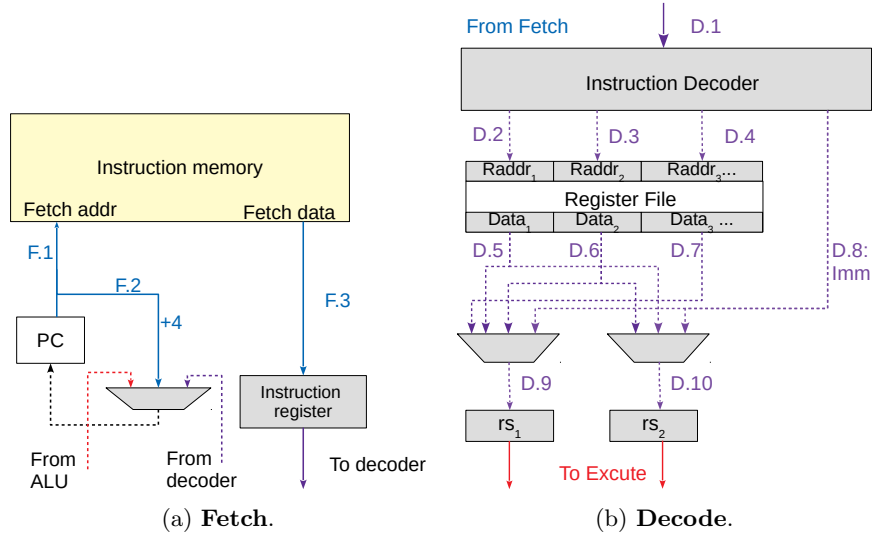 Instruction memory
Fetch addr
Fetch data
F.1
F.2
+4
F.3
PC
Instruction
register
From
ALU
From
decoder
To decoder
(a) Fetch.
From Fetch
D.1
Instruction Decoder
D.2
D.3
D.4
Raddr1
Raddr2
Raddr3...
Register File
Data1
Data2
Data3 ...
D.5
D.6
D.7
D.8:
Imm
D.9
D.10
rs1
rs2
To Excute
(b) Decode.